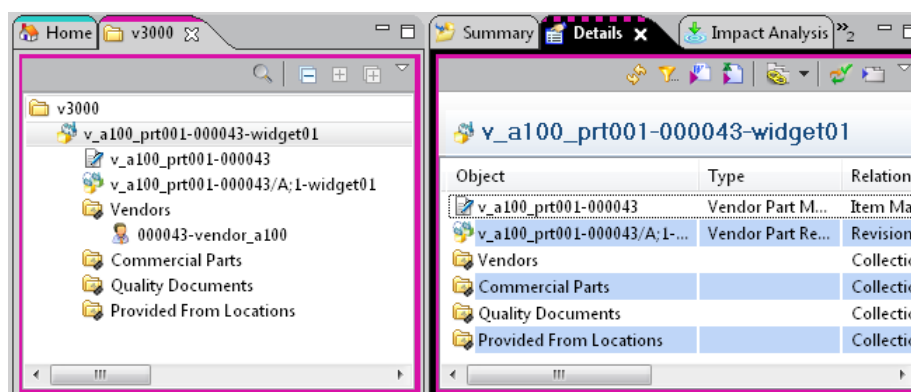 Home
v3000
v3000
v_a100_prt001-000043-widget01
v_a100_prt001-000043
v_a100_prt001-000043/A;1-widget01
Vendors
000043-vendor_a100
Commercial Parts
Quality Documents
Provided From Locations
Summary
Details
Impact Analysis
»2
v_a100_prt001-000043-widget01
Object Type Relation
v_a100_prt001-000043 Vendor Part M... Item Ma
v_a100_prt001-000043/A;1-... Vendor Part Re... Revision
Vendors Collectio
Commercial Parts Collectio
Quality Documents Collectio
Provided From Locations Collectio